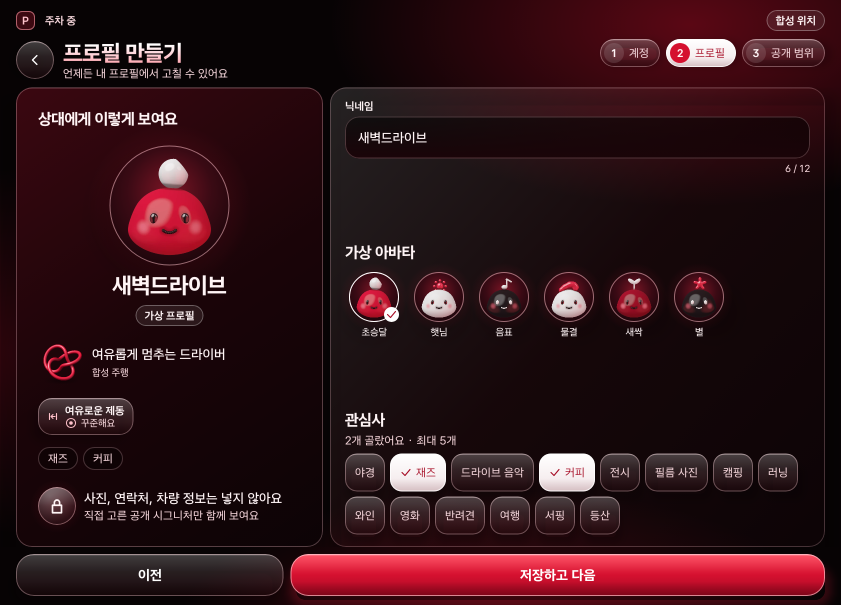 P 주차 중
합성 위치
프로필 만들기
언제든 내 프로필에서 고칠 수 있어요
1 계정
2 프로필
3 공개 범위
상대에게 이렇게 보여요
새벽드라이브
가상 프로필
여유롭게 멈추는 드라이버
합성 주행
여유로운 제동
꾸준해요
재즈
커피
사진, 연락처, 차량 정보는 넣지 않아요
직접 고른 공개 시그니처만 함께 보여요
닉네임
새벽드라이브
6 / 12
가상 아바타
초승달
햇님
음표
물결
새싹
별
관심사
2개 골랐어요 · 최대 5개
야경
재즈
드라이브 음악
커피
전시
필름 사진
캠핑
러닝
와인
영화
반려견
여행
서핑
등산
이전
저장하고 다음